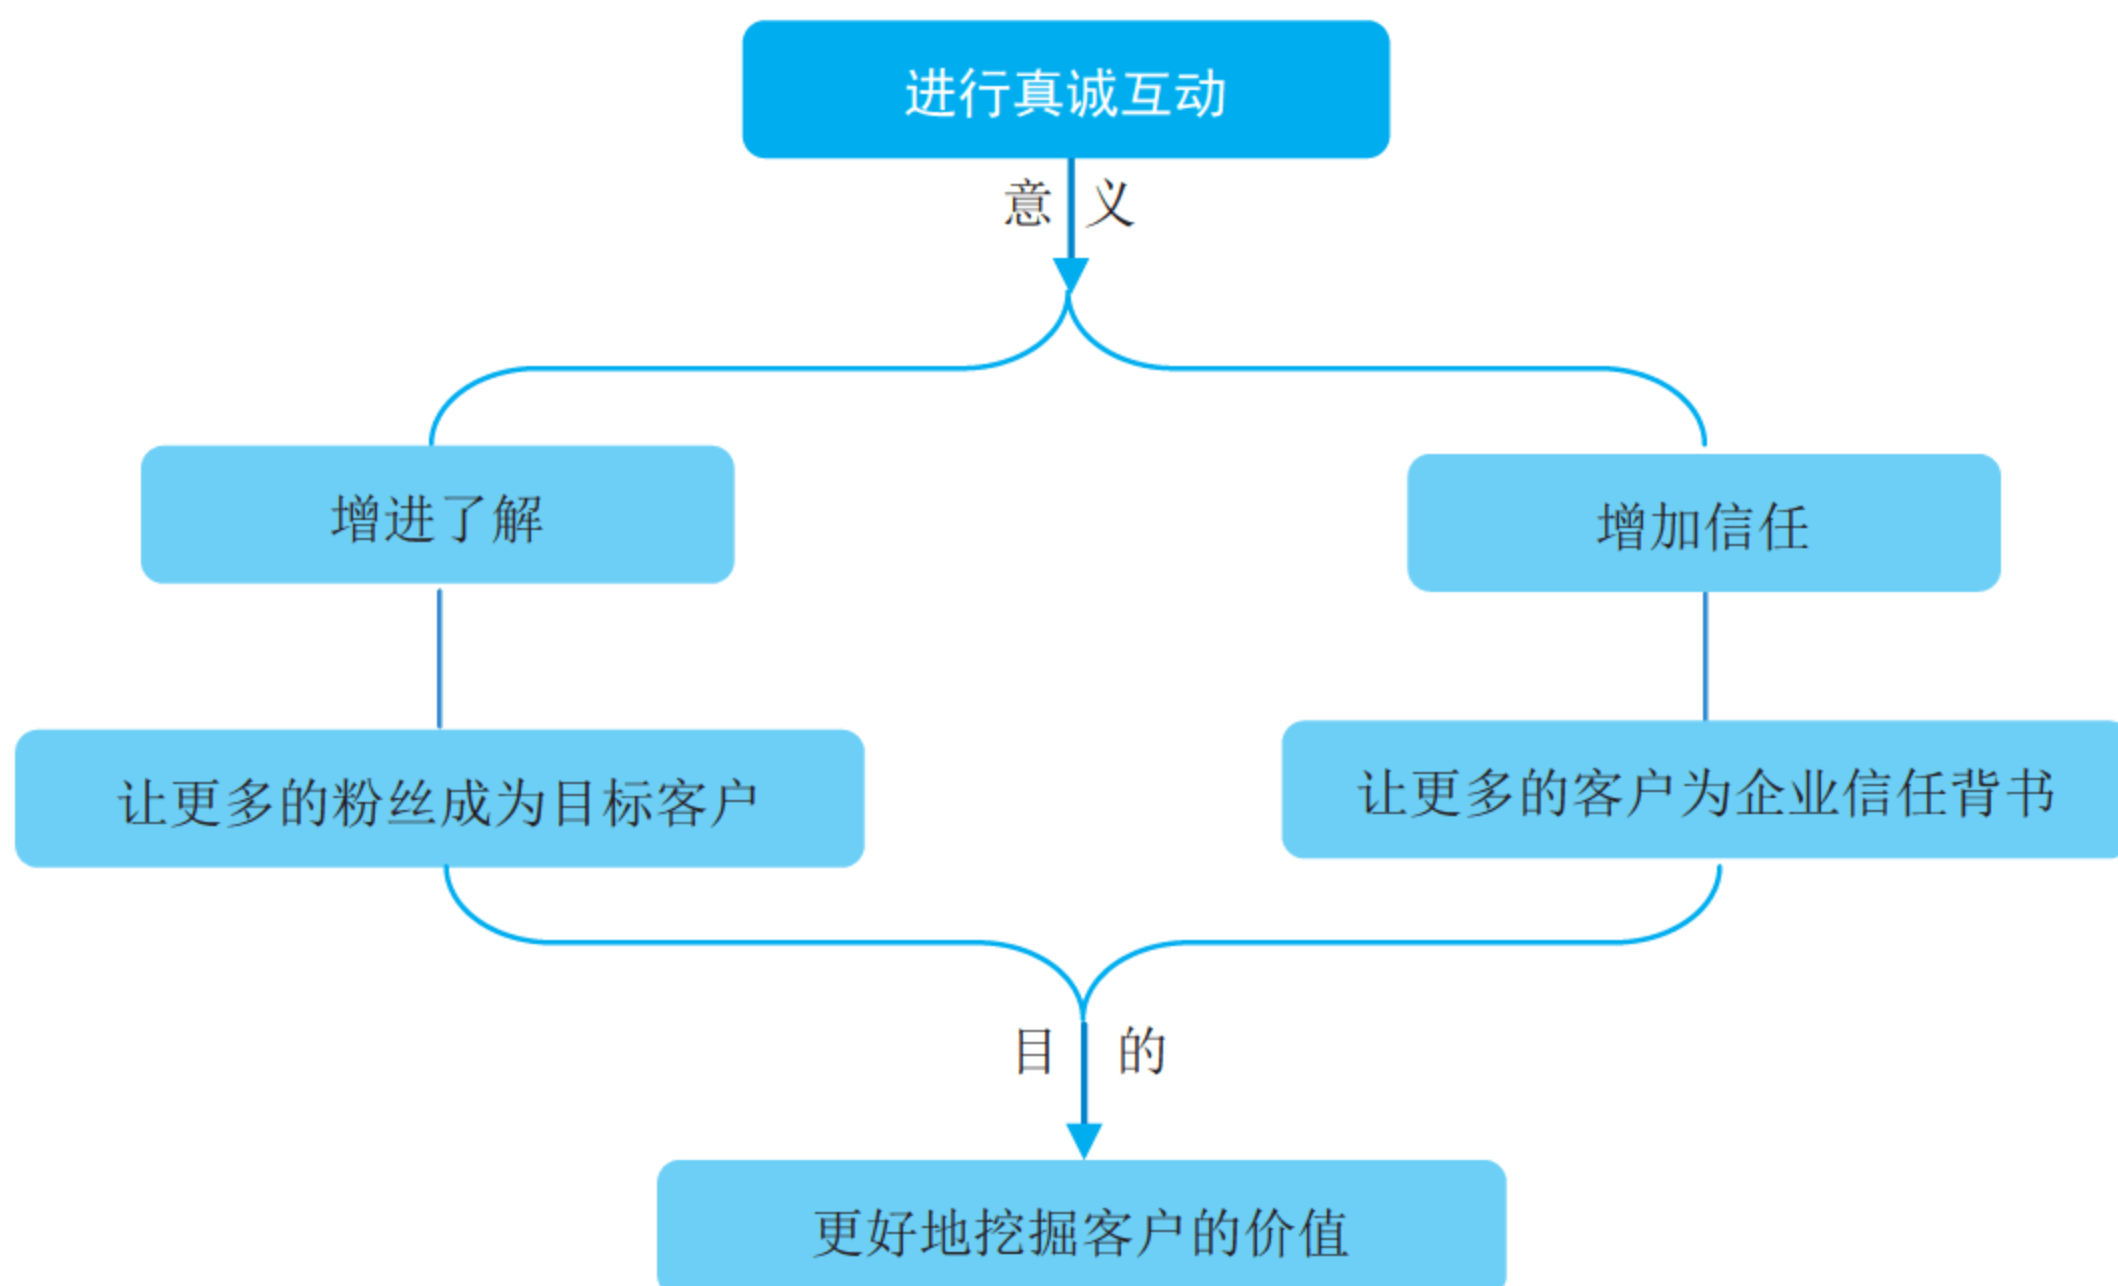 进行真诚互动
意义
增进了解
增加信任
让更多的粉丝成为目标客户
让更多的客户为企业信任背书
目的
更好地挖掘客户的价值